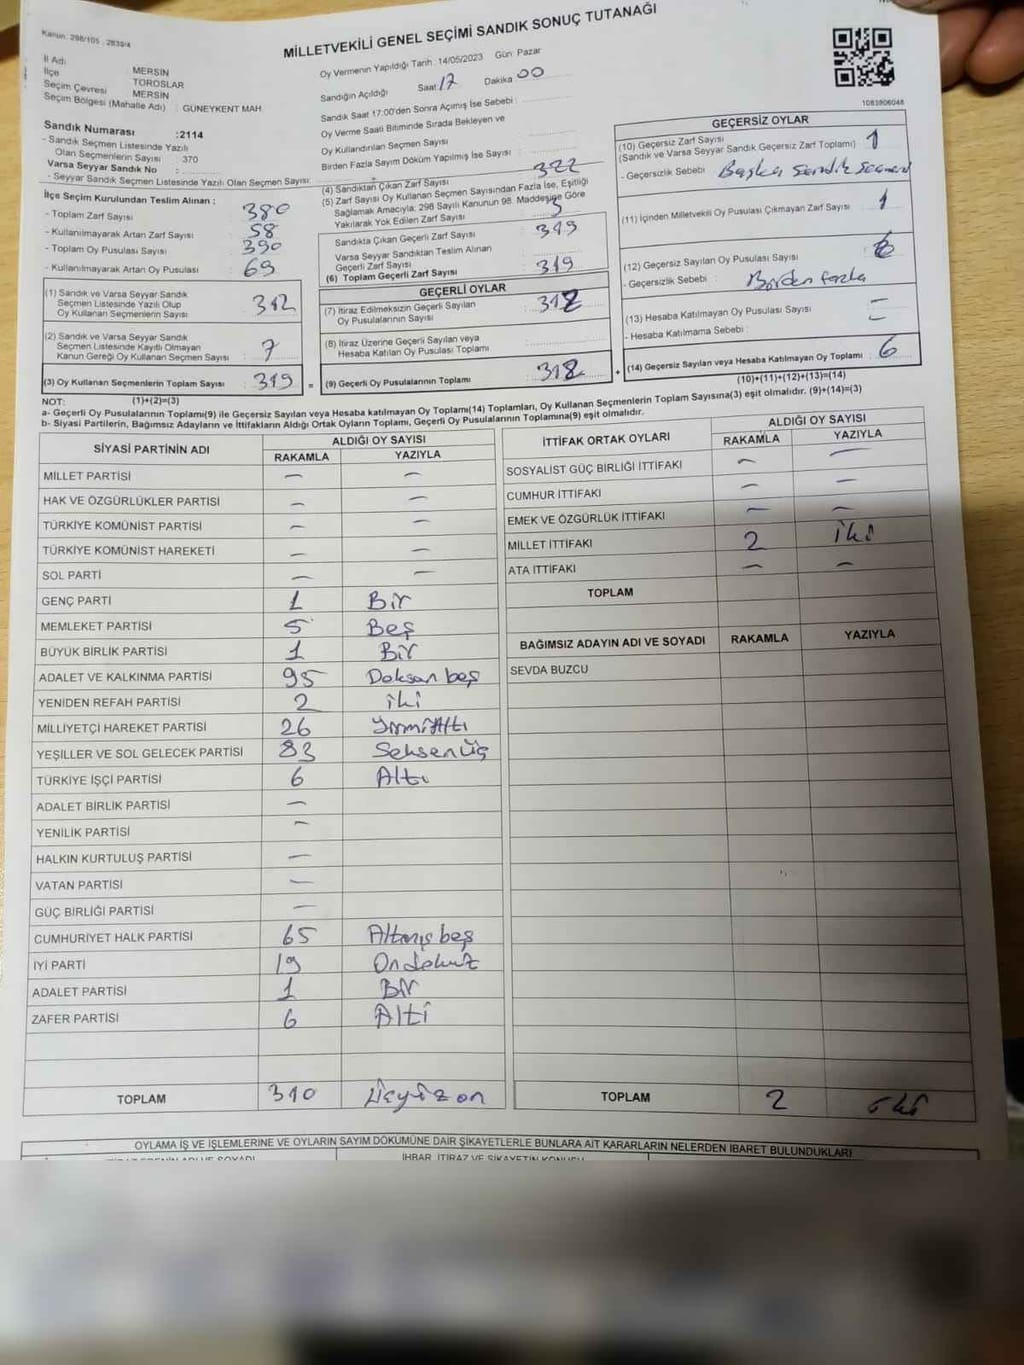 Kanun: 298/105 - 2839/4
MİLLETVEKİLİ GENEL SEÇİMİ SANDIK SONUÇ TUTANAĞI
İl Adı MERSİN
İlçe TOROSLAR
Seçim Çevresi MERSİN
Seçim Bölgesi (Mahalle Adı) : GÜNEYKENT MAH.
Sandık Numarası :2114
- Sandık Seçmen Listesinde Yazılı
Olan Seçmenlerin Sayısı : 370
Varsa Seyyar Sandık No :
- Seyyar Sandık Seçmen Listesinde Yazılı Olan Seçmen Sayısı :
İlçe Seçim Kurulundan Teslim Alınan :
- Toplam Zarf Sayısı : 380
- Kullanılmayarak Artan Zarf Sayısı : 58
- Toplam Oy Pusulası Sayısı : 390
- Kullanılmayarak Artan Oy Pusulası : 69
(1) Sandık ve Varsa Seyyar Sandık
Seçmen Listesinde Yazılı Olup
Oy Kullanan Seçmenlerin Sayısı : 312
(2) Sandık ve Varsa Seyyar Sandık
Seçmen Listesinde Kayıtlı Olmayan
Kanun Gereği Oy Kullanan Seçmen Sayısı : 7
(3) Oy Kullanan Seçmenlerin Toplam Sayısı : 319
Oy Vermenin Yapıldığı Tarih : 14/05/2023 Gün: Pazar
Sandığın Açıldığı Saat 17 Dakika 00
Sandık Saat 17:00'den Sonra Açımış İse Sebebi :
Oy Verme Saati Bitiminde Sırada Bekleyen ve
Oy Kullandırılan Seçmen Sayısı :
Birden Fazla Sayım Döküm Yapılmış İse Sayısı :
(4) Sandıktan Çıkan Zarf Sayısı : 322
(5) Zarf Sayısı Oy Kullanan Seçmen Sayısından Fazla İse, Eşitliği
Sağlamak Amacıyla; 298 Sayılı Kanunun 98. Maddesine Göre
Yakılarak Yok Edilen Zarf Sayısı : 3
Sandıkta Çıkan Geçerli Zarf Sayısı : 319
Varsa Seyyar Sandıktan Teslim Alınan
Geçerli Zarf Sayısı :
(6) Toplam Geçerli Zarf Sayısı : 319
GEÇERLİ OYLAR
(7) İtiraz Edilmeksizin Geçerli Sayılan
Oy Pusulalarının Sayısı :
(8) İtiraz Üzerine Geçerli Sayılan veya
Hesaba Katılan Oy Pusulası Toplamı :
= (9) Geçerli Oy Pusulalarının Toplamı :
1083906048
GEÇERSİZ OYLAR
(10) Geçersiz Zarf Sayısı
(Sandık ve Varsa Seyyar Sandık Geçersiz Zarf Toplamı) : 1
- Geçersizlik Sebebi : Başka sandık seçmeni
(11) İçinden Milletvekili Oy Pusulası Çıkmayan Zarf Sayısı : 1
(12) Geçersiz Sayılan Oy Pusulası Sayısı :
- Geçersizlik Sebebi : Birden fazla
(13) Hesaba Katılmayan Oy Pusulası Sayısı : –
- Hesaba Katılmama Sebebi : –
+ (14) Geçersiz Sayılan veya Hesaba Katılmayan Oy Toplamı : 6
NOT: (1)+(2)=(3)
(10)+(11)+(12)+(13)=(14)
a- Geçerli Oy Pusulalarının Toplamı(9) ile Geçersiz Sayılan veya Hesaba katılmayan Oy Toplamı(14) Toplamları, Oy Kullanan Seçmenlerin Toplam Sayısına(3) eşit olmalıdır. (9)+(14)=(3)
b- Siyasi Partilerin, Bağımsız Adayların ve İttifakların Aldığı Ortak Oyların Toplamı, Geçerli Oy Pusulalarının Toplamına(9) eşit olmalıdır.
SİYASİ PARTİNİN ADI ALDIĞI OY SAYISI
RAKAMLA YAZIYLA
MİLLET PARTİSİ – –
HAK VE ÖZGÜRLÜKLER PARTİSİ – –
TÜRKİYE KOMÜNİST PARTİSİ – –
TÜRKİYE KOMÜNİST HAREKETİ – –
SOL PARTİ – –
GENÇ PARTİ 1 Bir
MEMLEKET PARTİSİ 5 Beş
BÜYÜK BİRLİK PARTİSİ 1 Bir
ADALET VE KALKINMA PARTİSİ 95 Doksan beş
YENİDEN REFAH PARTİSİ 2 iki
MİLLİYETÇİ HAREKET PARTİSİ 26 YirmiAltı
YEŞİLLER VE SOL GELECEK PARTİSİ 83 Seksenüç
TÜRKİYE İŞÇİ PARTİSİ 6 Altı
ADALET BİRLİK PARTİSİ –
YENİLİK PARTİSİ –
HALKIN KURTULUŞ PARTİSİ –
VATAN PARTİSİ –
GÜÇ BİRLİĞİ PARTİSİ –
CUMHURİYET HALK PARTİSİ 65 Altmış beş
İYİ PARTİ 19 Ondokuz
ADALET PARTİSİ 1 Bir
ZAFER PARTİSİ 6 Altı
TOPLAM 310 Üçyüz on
İTTİFAK ORTAK OYLARI ALDIĞI OY SAYISI
RAKAMLA YAZIYLA
SOSYALİST GÜÇ BİRLİĞİ İTTİFAKI – –
CUMHUR İTTİFAKI – –
EMEK VE ÖZGÜRLÜK İTTİFAKI – –
MİLLET İTTİFAKI 2 iki
ATA İTTİFAKI – –
TOPLAM
BAĞIMSIZ ADAYIN ADI VE SOYADI RAKAMLA YAZIYLA
SEVDA BUZCU
TOPLAM 2 iki
OYLAMA İŞ VE İŞLEMLERİNE VE OYLARIN SAYIM DÖKÜMÜNE DAİR ŞİKAYETLERLE BUNLARA AİT KARARLARIN NELERDEN İBARET BULUNDUKLARI
İHBAR, İTİRAZ VE ŞİKAYETİN KONUSU